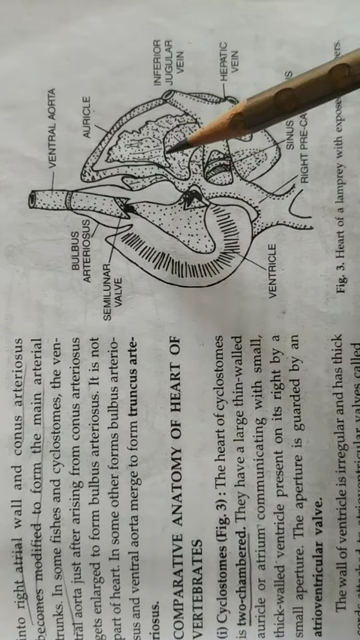 into right atrial wall and conus arteriosus
becomes modified to form the main arterial
trunks. In some fishes and cyclostomes, the ven-
tral aorta just after arising from conus arteriosus
gets enlarged to form bulbus arteriosus. It is not
part of heart. In some other forms bulbus arterio-
sus and ventral aorta merge to form truncus arte-
riosus.
COMPARATIVE ANATOMY OF HEART OF
VERTEBRATES
(i) Cyclostomes (Fig. 3) : The heart of cyclostomes
is two-chambered. They have a large thin-walled
auricle or atrium communicating with small,
thick-walled ventricle present on its right by a
small aperture. The aperture is guarded by an
atrioventricular valve.
The wall of ventricle is irregular and has thick
valves called
VENTRAL AORTA
AURICLE
INFERIOR
JUGULAR
VEIN
HEPATIC
VEIN
BULBUS
ARTERIOSUS
SEMILUNAR
VALVE
VENTRICLE
SINUS
RIGHT PRE-CA
Fig. 3. Heart of a lamprey with expose